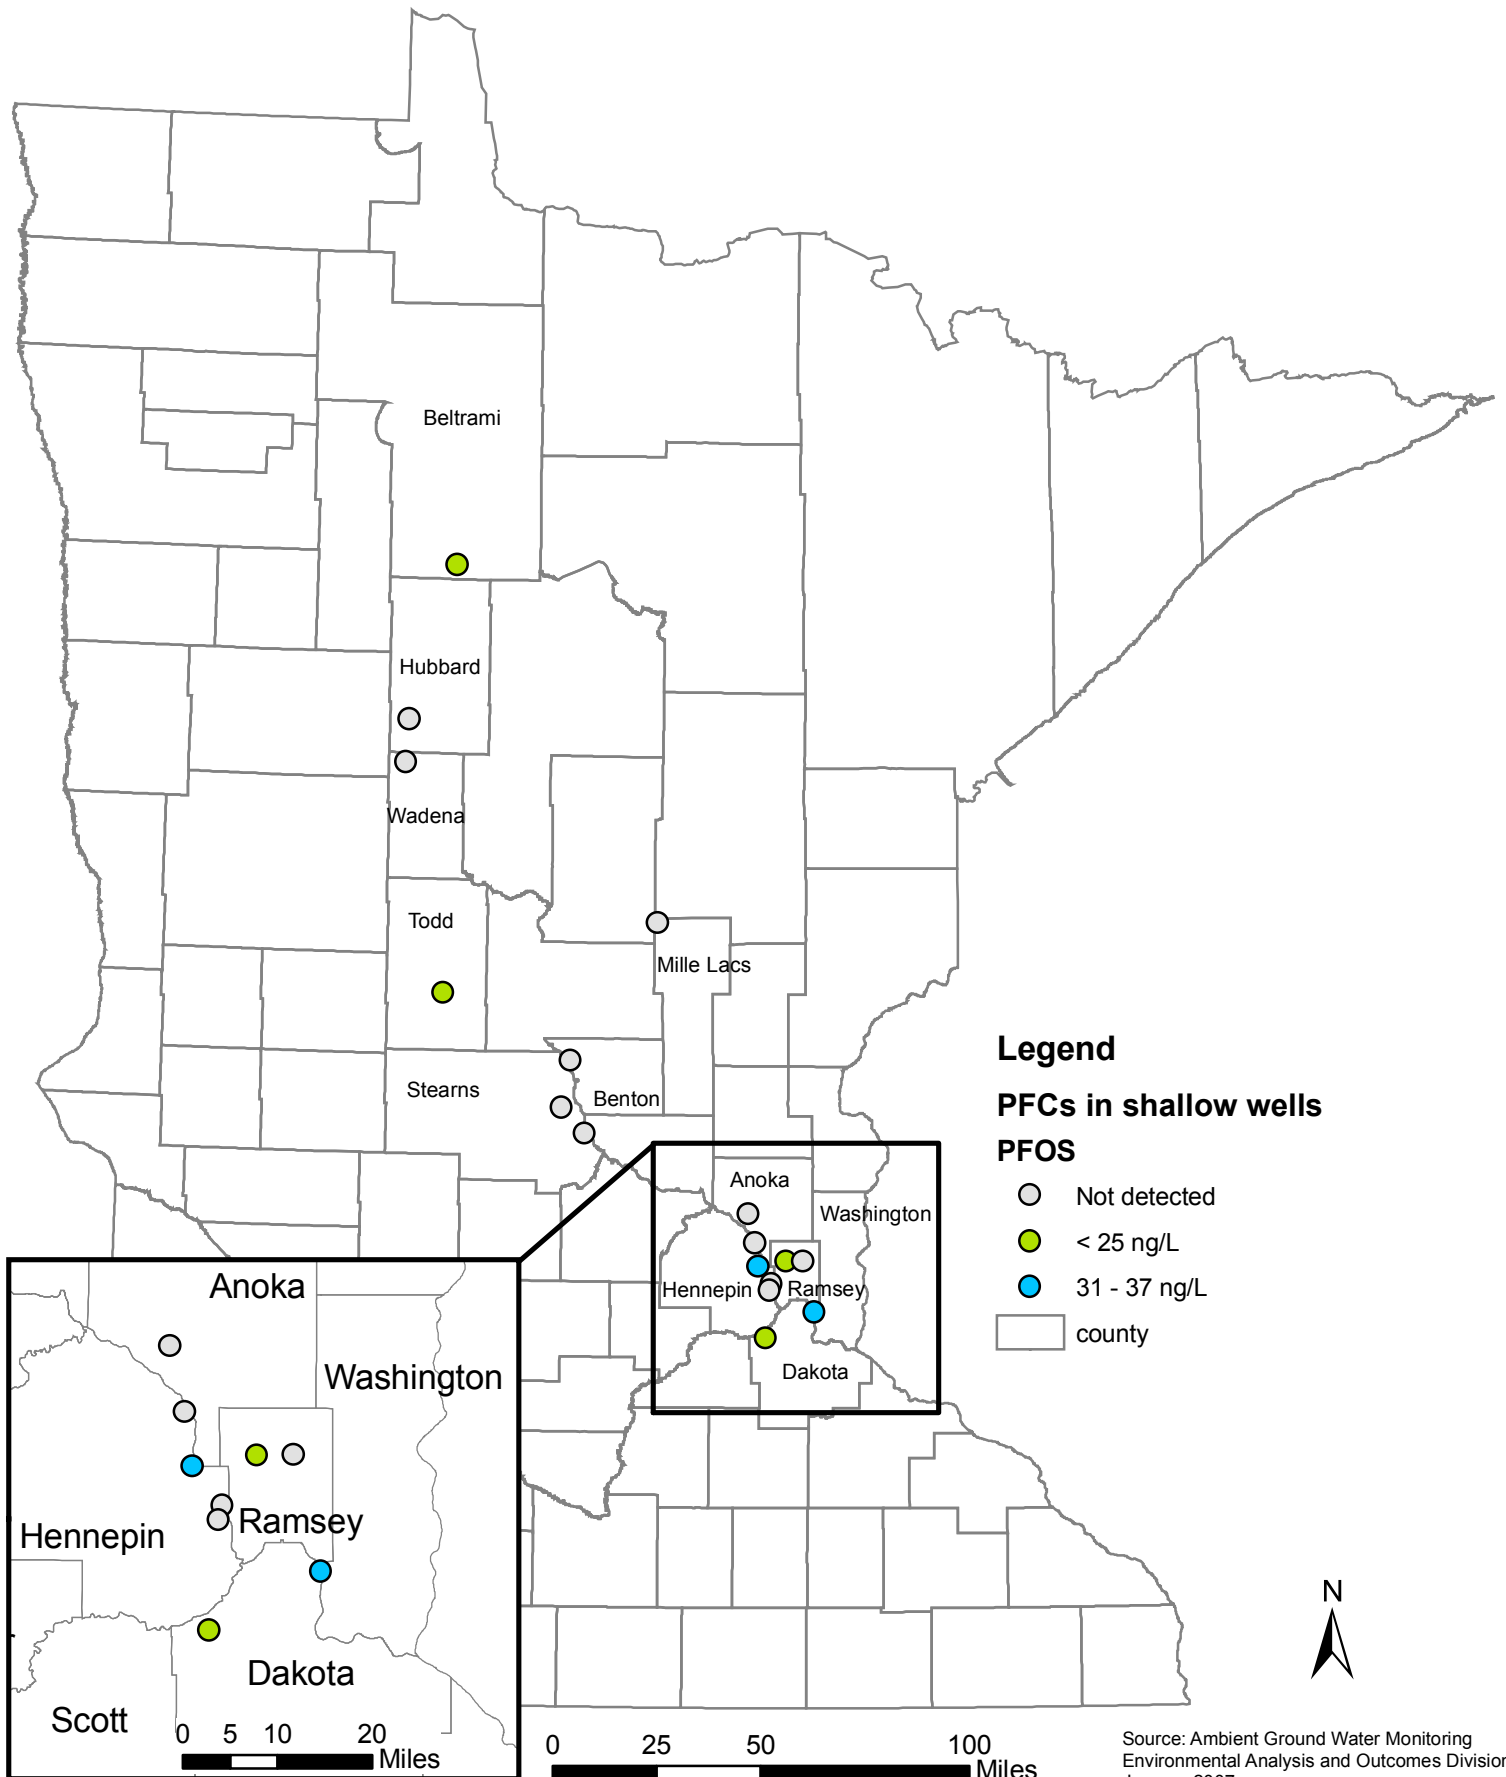 Beltrami
Hubbard
Wadena
Todd
Mille Lacs
Stearns
Benton
Anoka
Washington
Hennepin
Ramsey
Dakota
Legend
PFCs in shallow wells
PFOS
Not detected
< 25 ng/L
31 - 37 ng/L
county
Anoka
Washington
Hennepin
Ramsey
Dakota
Scott
0 5 10 20
Miles
0 25 50 100
Miles
N
Source: Ambient Ground Water Monitoring
Environmental Analysis and Outcomes Division